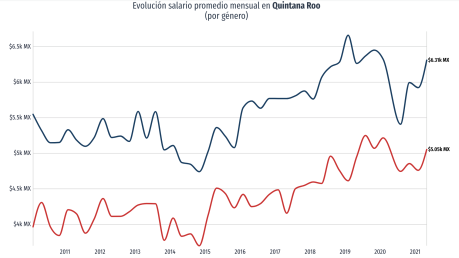 Evolución salario promedio mensual en Quintana Roo
(por género)
$6.5k MX
$6k MX
$5.5k MX
$5k MX
$4.5k MX
$4k MX
$6.31k MX
$5.05k MX
2011
2012
2013
2014
2015
2016
2017
2018
2019
2020
2021